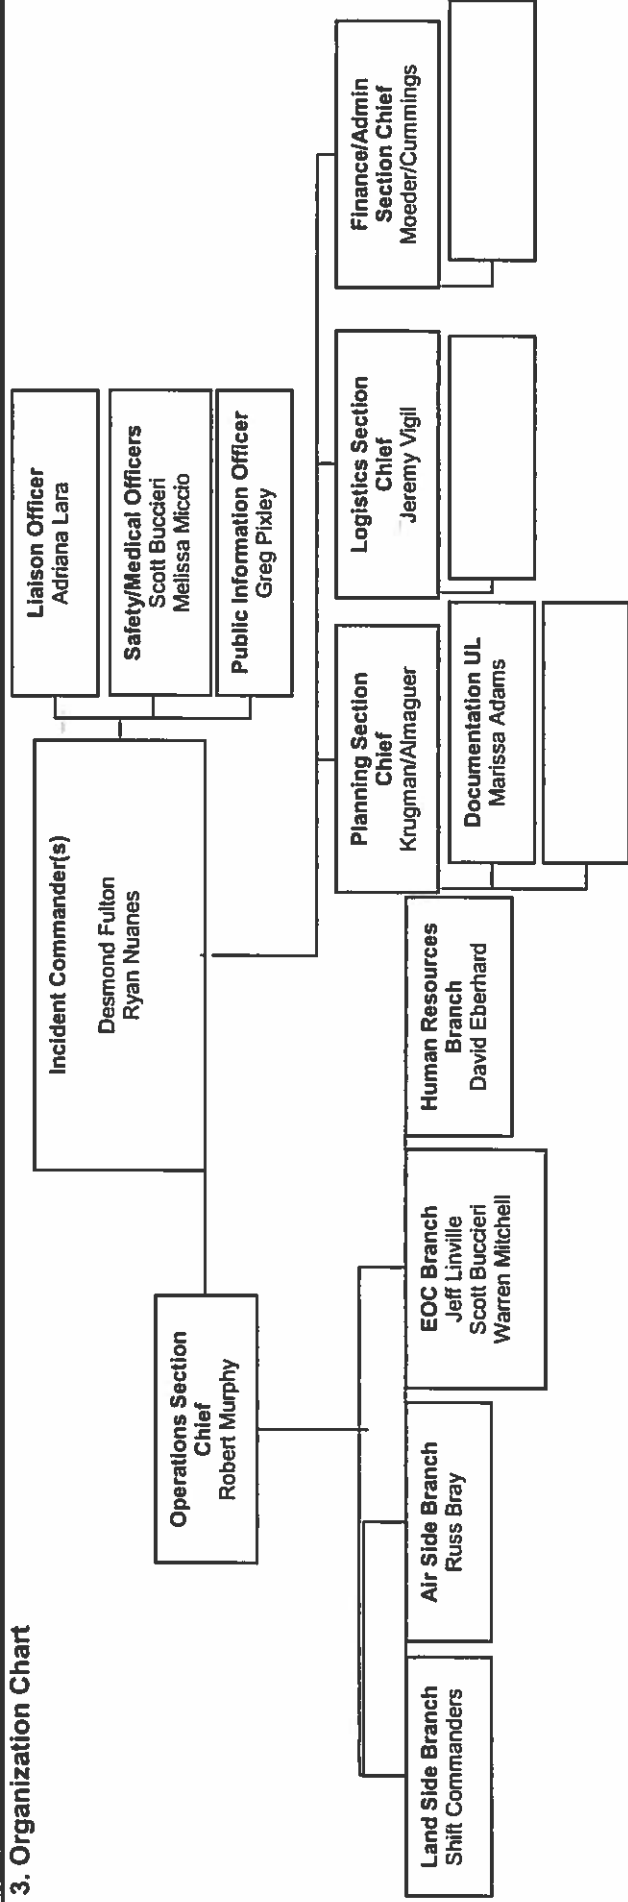 3. Organization Chart
Incident Commander(s)
Desmond Fulton
Ryan Nuanes
Liaison Officer
Adriana Lara
Safety/Medical Officers
Scott Buccieri
Melissa Miccio
Public Information Officer
Greg Pixley
Operations Section
Chief
Robert Murphy
Planning Section
Chief
Krugman/Almaguer
Logistics Section
Chief
Jeremy Vigil
Finance/Admin
Section Chief
Moeder/Cummings
Land Side Branch
Shift Commanders
Air Side Branch
Russ Bray
EOC Branch
Jeff Linville
Scott Buccieri
Warren Mitchell
Human Resources
Branch
David Eberhard
Documentation UL
Marissa Adams